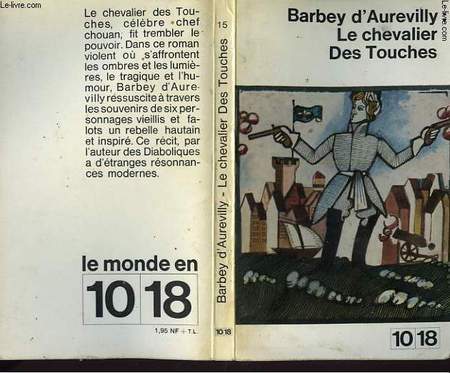 Le-livre.com
Le chevalier des Tou-
ches, célèbre chef
chouan, fit trembler le
pouvoir. Dans ce roman
violent où s'affrontent
les ombres et les lumiè-
res, le tragique et l'hu-
mour, Barbey d'Aure-
villy ressuscite à travers
les souvenirs de six per-
sonnages vieillis et fa-
lots un rebelle hautain
et inspiré. Ce récit, par
l'auteur des Diaboliques
a d'étranges résonnan-
ces modernes.
le monde en
10 18
1,95 NF + T.L.
15
Barbey d'Aurevilly - Le chevalier Des Touches
10 18
Barbey d'Aurevilly
Le chevalier
Des Touches
10 18
Le-livre.com